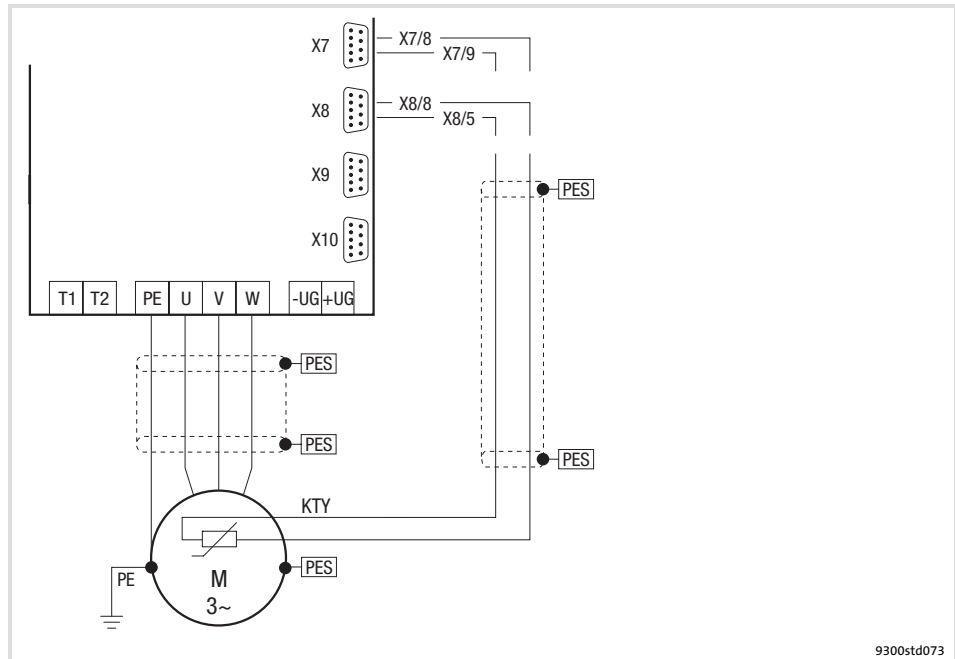 X7
X7/8
X7/9
X8
X8/8
X8/5
X9
PES
X10
T1 T2 PE U V W -UG +UG
PES
PES
PES
KTY
PES
PE
M
3~
9300std073